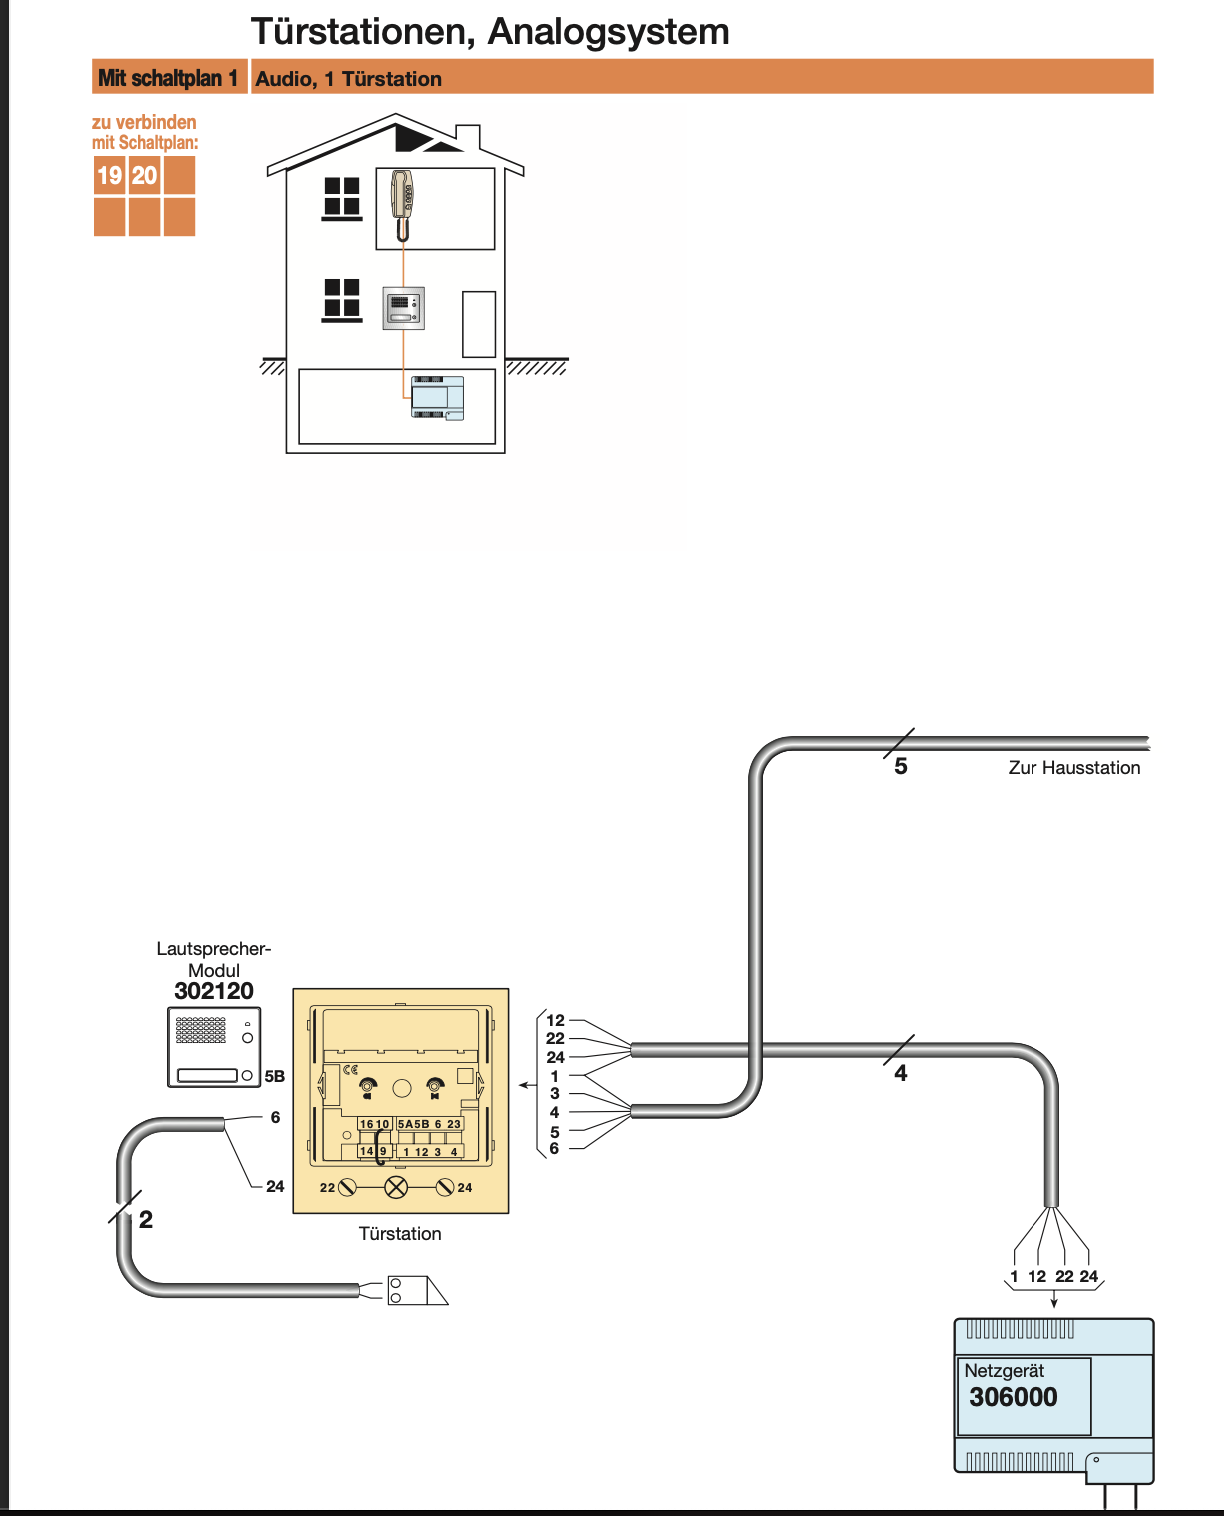 Türstationen, Analogsystem
Mit schaltplan 1
Audio, 1 Türstation
zu verbinden
mit Schaltplan:
19 20
5
Zur Hausstation
Lautsprecher-
Modul
302120
5B
6
24
2
CE
16 10 5A 5B 6 23
14 9 1 12 3 4
22 24
Türstation
12
22
24
1
3
4
5
6
4
1 12 22 24
Netzgerät
306000